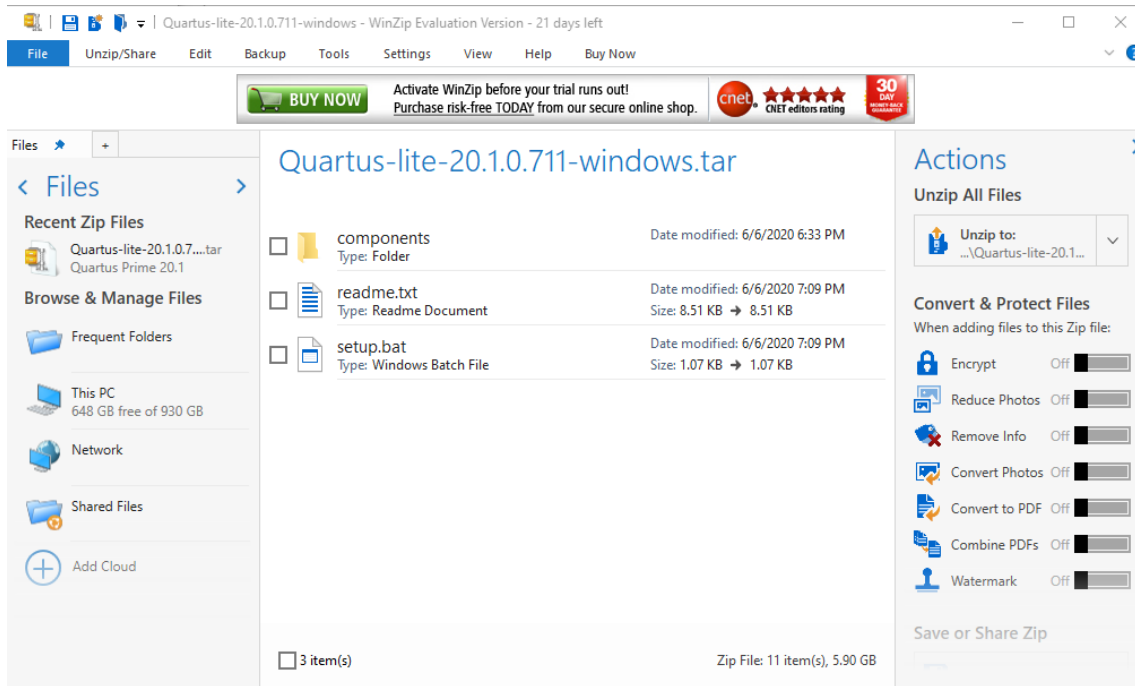 Quartus-lite-20.1.0.711-windows - WinZip Evaluation Version - 21 days left
File Unzip/Share Edit Backup Tools Settings View Help Buy Now
BUY NOW
Activate WinZip before your trial runs out!
Purchase risk-free TODAY from our secure online shop.
cnet
CNET editors rating
30
DAY
MONEY-BACK
GUARANTEE
Files +
Files
Recent Zip Files
Quartus-lite-20.1.0.7....tar
Quartus Prime 20.1
Browse & Manage Files
Frequent Folders
This PC
648 GB free of 930 GB
Network
Shared Files
Add Cloud
Quartus-lite-20.1.0.711-windows.tar
components
Type: Folder
Date modified: 6/6/2020 6:33 PM
readme.txt
Type: Readme Document
Date modified: 6/6/2020 7:09 PM
Size: 8.51 KB → 8.51 KB
setup.bat
Type: Windows Batch File
Date modified: 6/6/2020 7:09 PM
Size: 1.07 KB → 1.07 KB
3 item(s)
Zip File: 11 item(s), 5.90 GB
Actions
Unzip All Files
Unzip to:
...\Quartus-lite-20.1...
Convert & Protect Files
When adding files to this Zip file:
Encrypt Off
Reduce Photos Off
Remove Info Off
Convert Photos Off
Convert to PDF Off
Combine PDFs Off
Watermark Off
Save or Share Zip